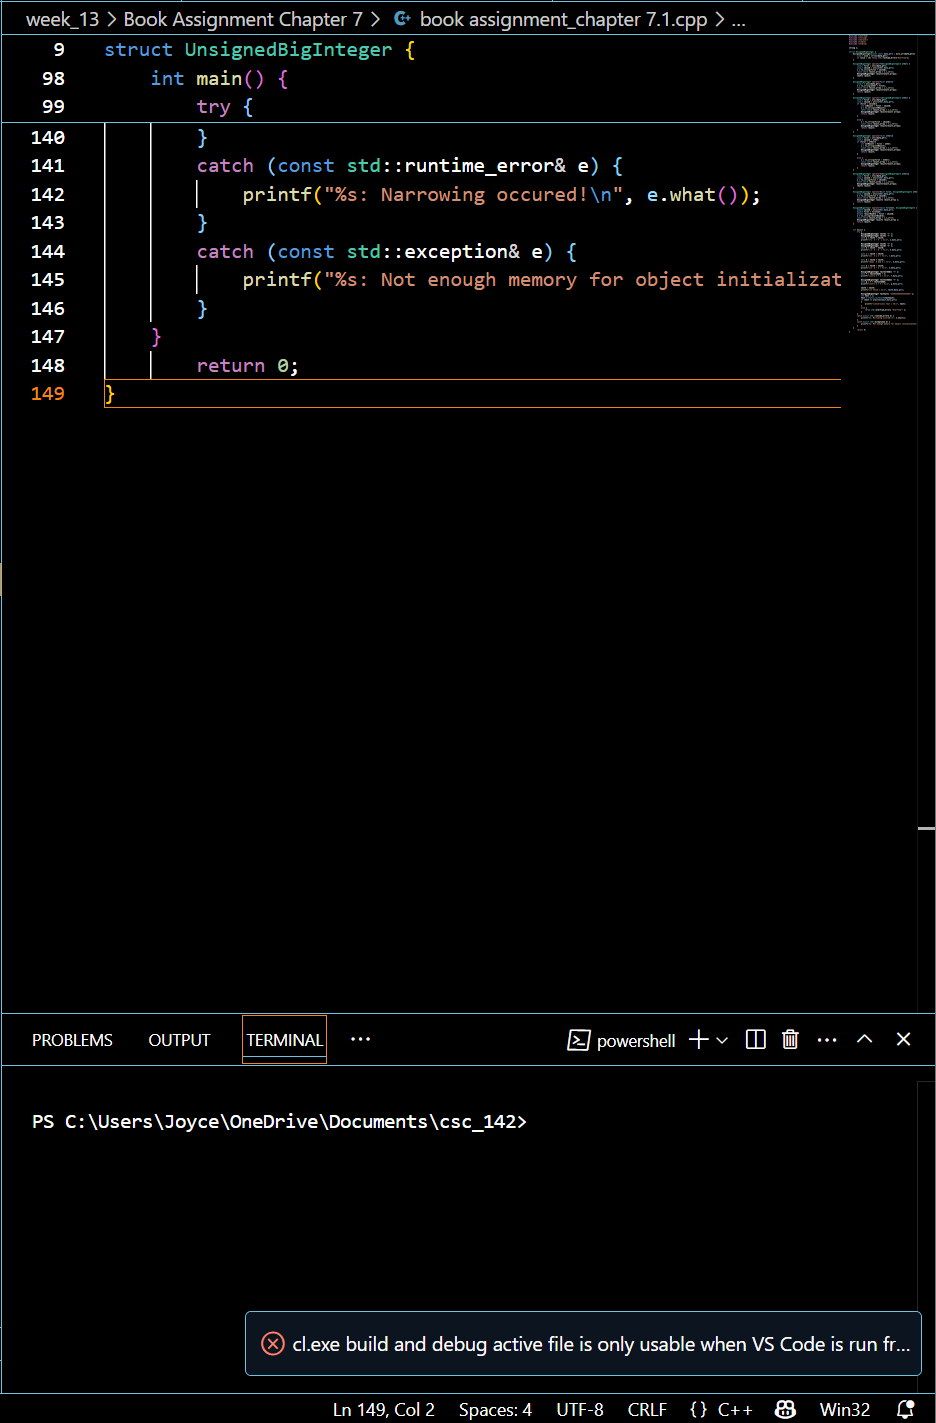 week_13 > Book Assignment Chapter 7 > C++ book assignment_chapter 7.1.cpp > ...
9 struct UnsignedBigInteger {
98 int main() {
99 try {
140 }
141 catch (const std::runtime_error& e) {
142 printf("%s: Narrowing occured!\n", e.what());
143 }
144 catch (const std::exception& e) {
145 printf("%s: Not enough memory for object initializat
146 }
147 }
148 return 0;
149 }
PROBLEMS OUTPUT TERMINAL ... powershell
PS C:\Users\Joyce\OneDrive\Documents\csc_142>
cl.exe build and debug active file is only usable when VS Code is run fr...
Ln 149, Col 2 Spaces: 4 UTF-8 CRLF {} C++ Win32